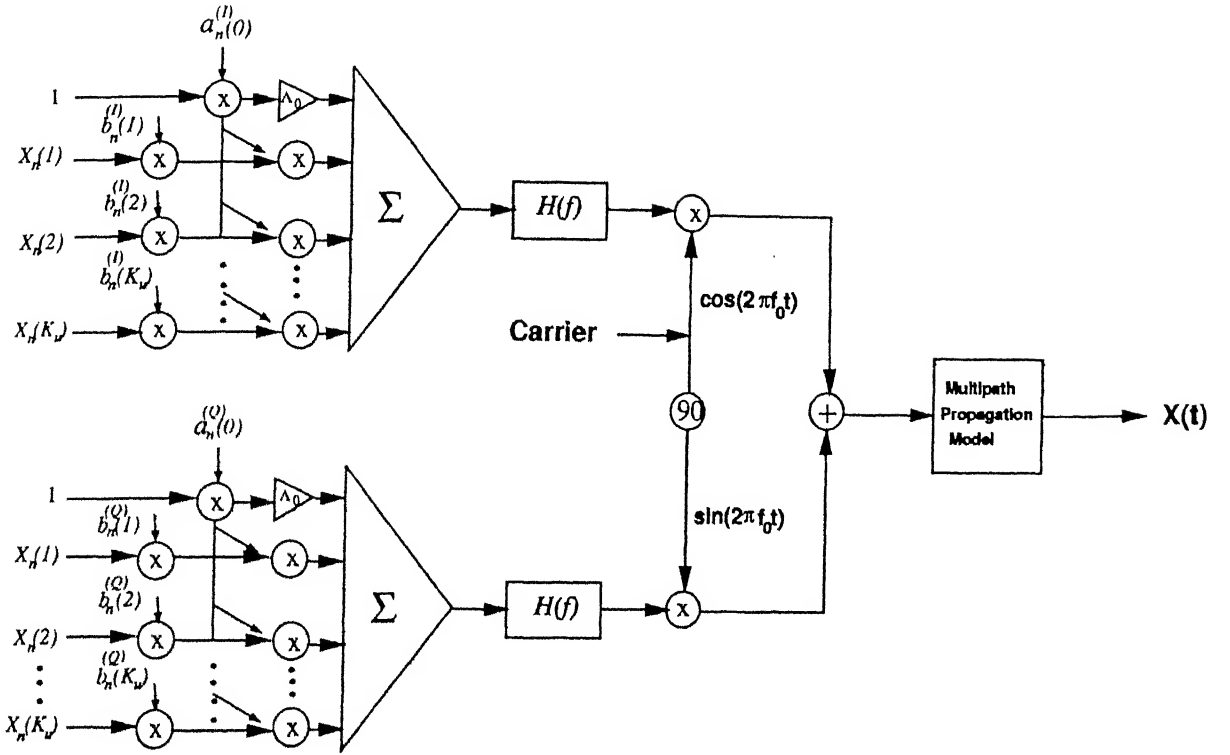 a_n^(I)(0)
1
Λ_0
X
b_n^(I)(1)
X_n(1)
X
X
b_n^(I)(2)
X_n(2)
X
X
b_n^(I)(K_u)
X_n(K_u)
X
X
Σ
H(f)
X
cos(2πf_0t)
Carrier
90
sin(2πf_0t)
+
Multipath
Propagation
Model
X(t)
a_n^(Q)(0)
1
X
Λ_0
b_n^(Q)(1)
X_n(1)
X
X
b_n^(Q)(2)
X_n(2)
X
X
b_n^(Q)(K_u)
X_n(K_u)
X
X
Σ
H(f)
X